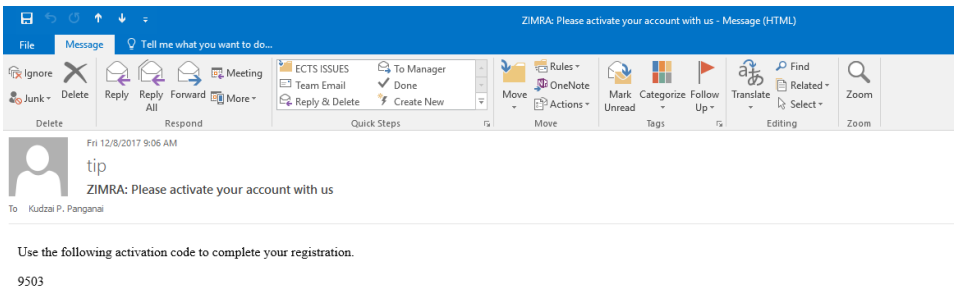 ZIMRA: Please activate your account with us - Message (HTML)
File Message Tell me what you want to do...
Ignore
Junk
Delete
Reply
Reply All
Forward
Meeting
More
ECTS ISSUES
Team Email
Reply & Delete
To Manager
Done
Create New
Move
Rules
OneNote
Actions
Mark Unread
Categorize
Follow Up
Translate
Find
Related
Select
Zoom
Delete Respond Quick Steps Move Tags Editing Zoom
Fri 12/8/2017 9:06 AM
tip
ZIMRA: Please activate your account with us
To Kudzai P. Panganai
Use the following activation code to complete your registration.
9503